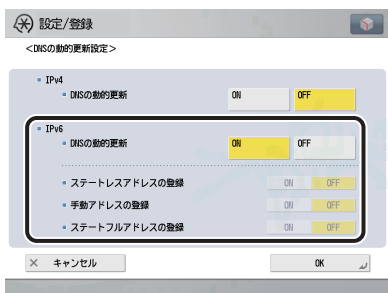 設定/登録
<DNSの動的更新設定>
IPv4
DNSの動的更新 ON OFF
IPv6
DNSの動的更新 ON OFF
ステートレスアドレスの登録 ON OFF
手動アドレスの登録 ON OFF
ステートフルアドレスの登録 ON OFF
× キャンセル OK